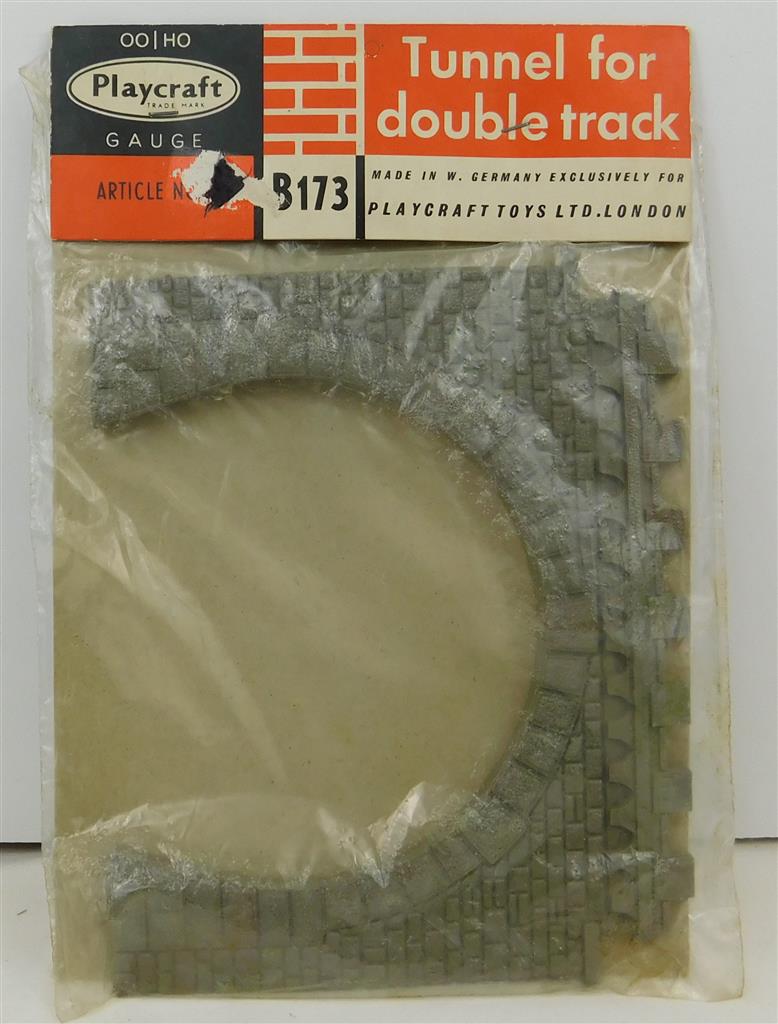 OO|HO
Playcraft
TRADE MARK
GAUGE
Tunnel for
double track
ARTICLE
B173
MADE IN W. GERMANY EXCLUSIVELY FOR
PLAYCRAFT TOYS LTD. LONDON